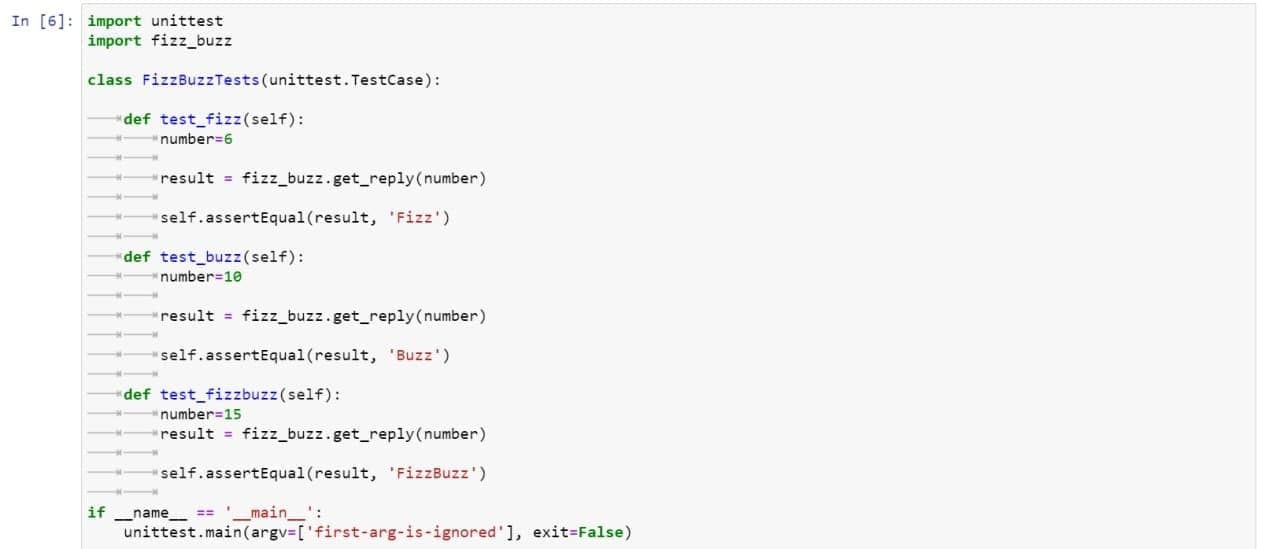 In [6]: import unittest
import fizz_buzz
class FizzBuzzTests(unittest.TestCase):
def test_fizz(self):
number=6
result = fizz_buzz.get_reply(number)
self.assertEqual(result, 'Fizz')
def test_buzz(self):
number=10
result = fizz_buzz.get_reply(number)
self.assertEqual(result, 'Buzz')
def test_fizzbuzz(self):
number=15
result = fizz_buzz.get_reply(number)
self.assertEqual(result, 'FizzBuzz')
if __name__ == '__main__':
unittest.main(argv=['first-arg-is-ignored'], exit=False)